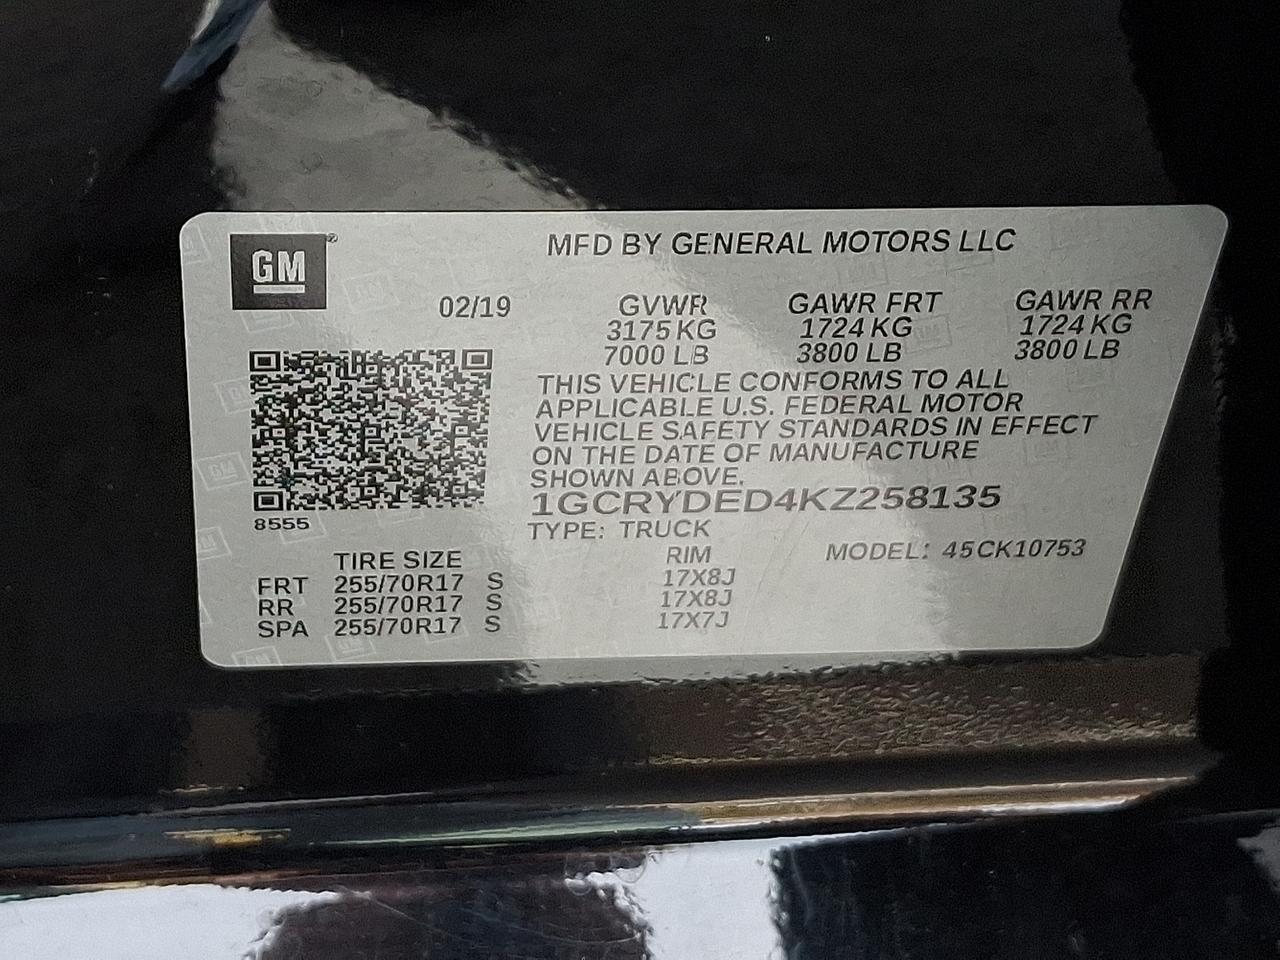 GM
MFD BY GENERAL MOTORS LLC
02/19 GVWR GAWR FRT GAWR RR
3175 KG 1724 KG 1724 KG
7000 LB 3800 LB 3800 LB
THIS VEHICLE CONFORMS TO ALL
APPLICABLE U.S. FEDERAL MOTOR
VEHICLE SAFETY STANDARDS IN EFFECT
ON THE DATE OF MANUFACTURE
SHOWN ABOVE.
1GCRYDED4KZ258135
8555
TYPE: TRUCK
TIRE SIZE RIM MODEL: 45CK10753
FRT 255/70R17 S 17X8J
RR 255/70R17 S 17X8J
SPA 255/70R17 S 17X7J